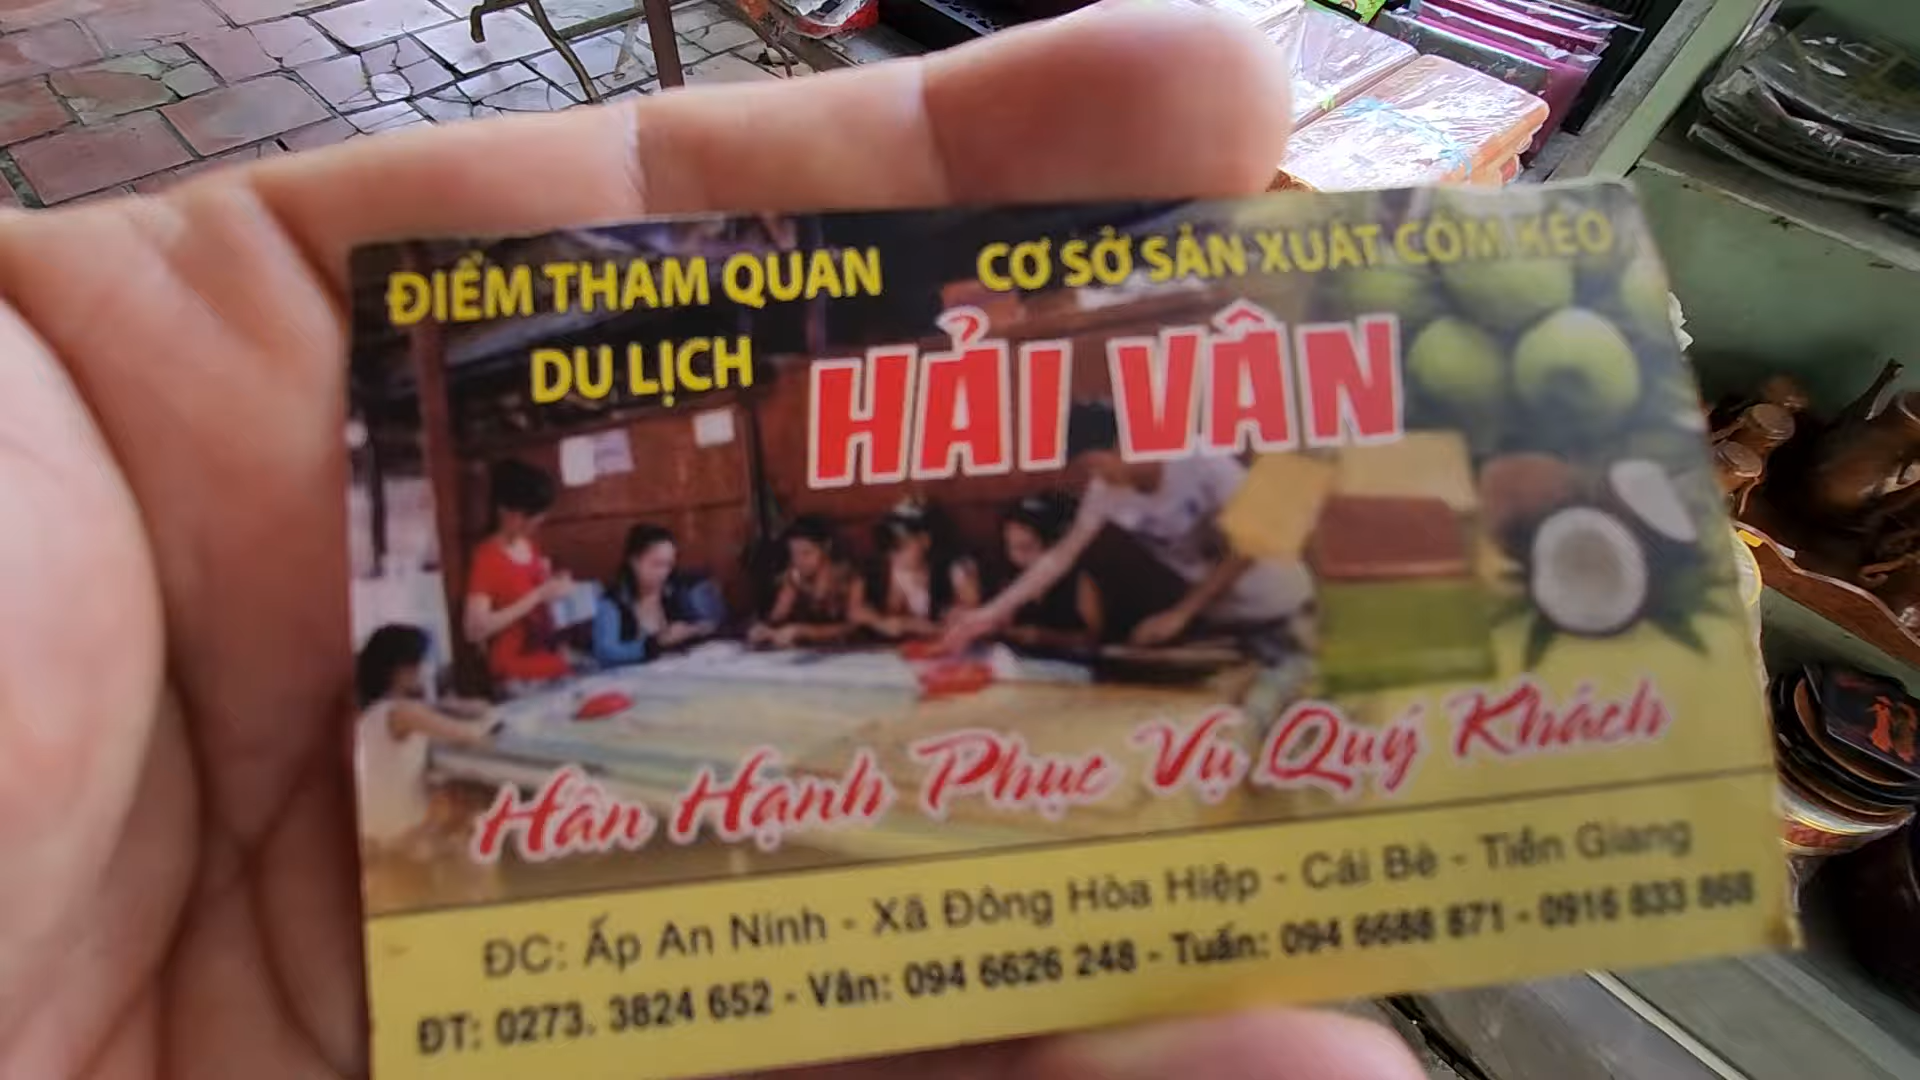 ĐIỂM THAM QUAN
DU LỊCH
CƠ SỞ SẢN XUẤT CỐM KẸO
HẢI VÂN
Hân Hạnh Phục Vụ Quý Khách
ĐC: Ấp An Ninh - Xã Đông Hòa Hiệp - Cái Bè - Tiền Giang
ĐT: 0273. 3824 652 - Vân: 094 6626 248 - Tuấn: 094 6688 871 - 0916 833 868